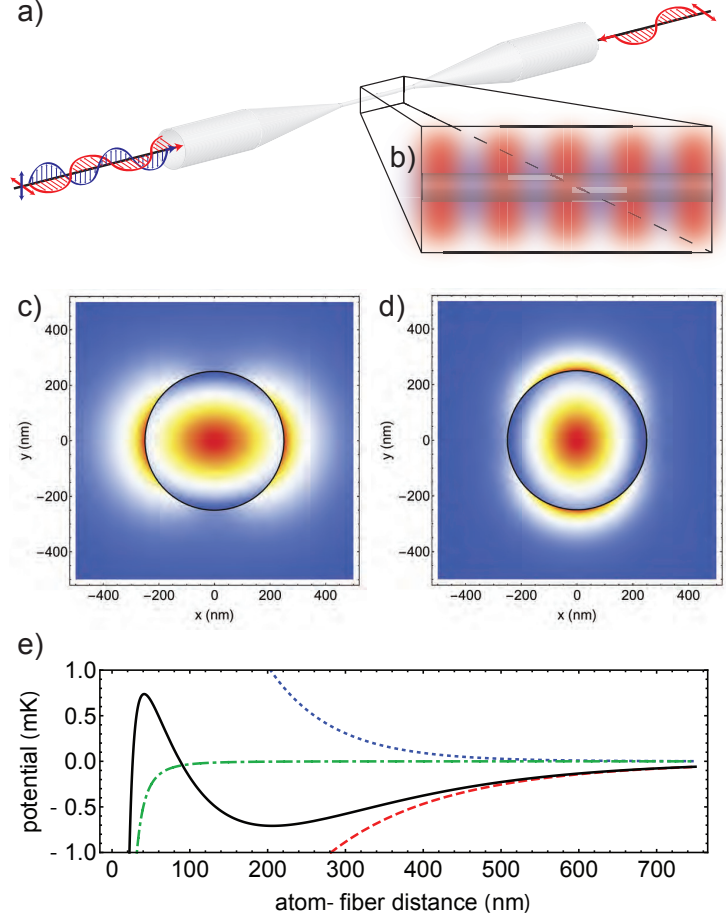 a)
b)
c)
d)
400
200
0
−200
−400
y (nm)
−400 −200 0 200 400
x (nm)
400
200
0
−200
−400
y (nm)
−400 −200 0 200 400
x (nm)
e)
1.0
0.5
0.0
- 0.5
- 1.0
potential (mK)
0 100 200 300 400 500 600 700
atom- fiber distance (nm)